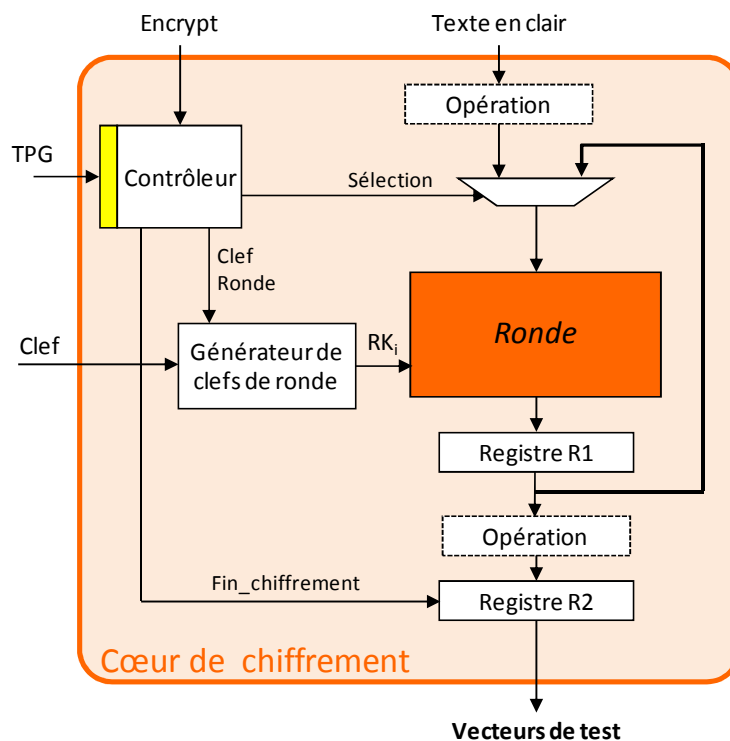 Encrypt
Texte en clair
Opération
TPG
Contrôleur
Sélection
Clef
Ronde
Ronde
Clef
Générateur de
clefs de ronde
RKi
Registre R1
Opération
Fin_chiffrement
Registre R2
Cœur de chiffrement
Vecteurs de test